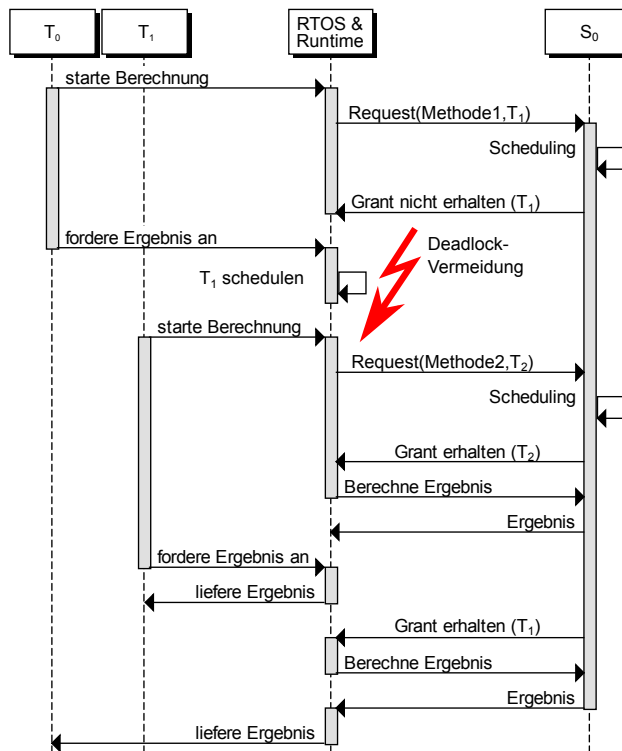 T₀
T₁
RTOS &
Runtime
S₀
starte Berechnung
Request(Methode1,T₁)
Scheduling
Grant nicht erhalten (T₁)
fordere Ergebnis an
Deadlock-
Vermeidung
T₁ schedulen
starte Berechnung
Request(Methode2,T₂)
Scheduling
Grant erhalten (T₂)
Berechne Ergebnis
Ergebnis
fordere Ergebnis an
liefere Ergebnis
Grant erhalten (T₁)
Berechne Ergebnis
Ergebnis
liefere Ergebnis